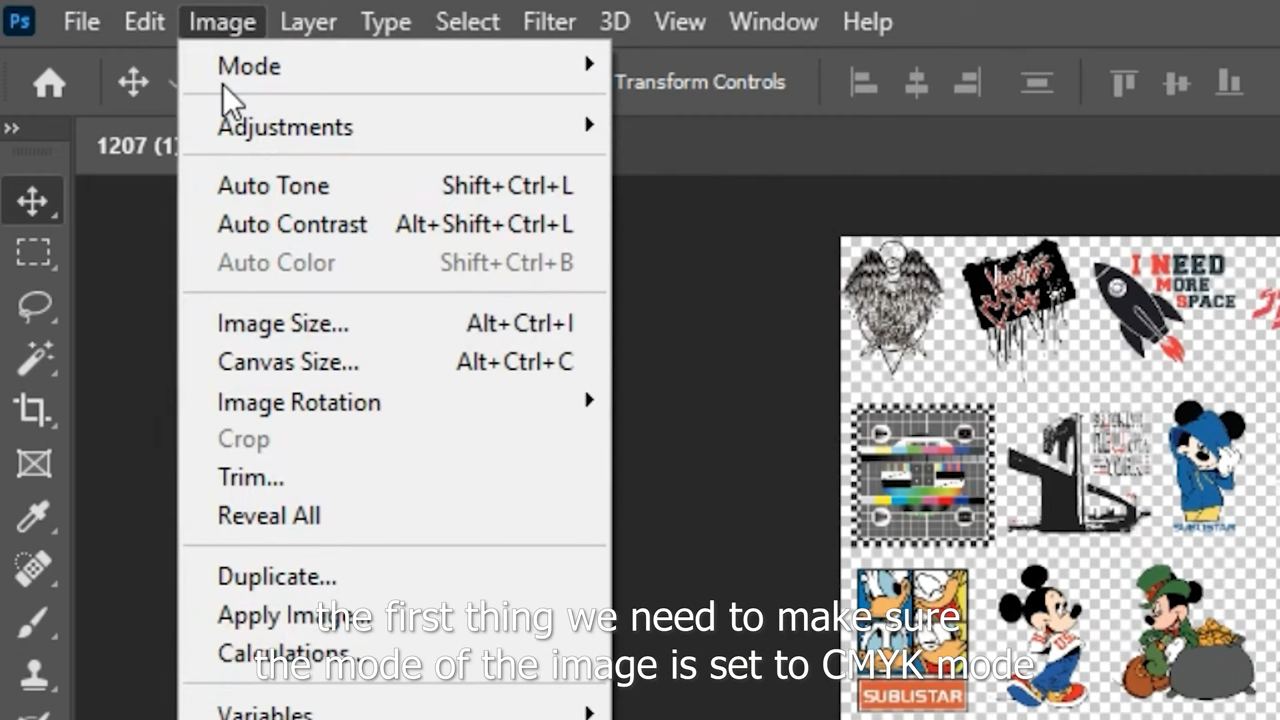 Ps File Edit Image Layer Type Select Filter 3D View Window Help
Transform Controls
1207 (1)
Mode
Adjustments
Auto Tone Shift+Ctrl+L
Auto Contrast Alt+Shift+Ctrl+L
Auto Color Shift+Ctrl+B
Image Size... Alt+Ctrl+I
Canvas Size... Alt+Ctrl+C
Image Rotation
Crop
Trim...
Reveal All
Duplicate...
Apply Image...
Calculations...
Variables
I NEED
MORE
SPACE
SUBLISTAR
SUBLISTAR
the first thing we need to make sure
the mode of the image is set to CMYK mode